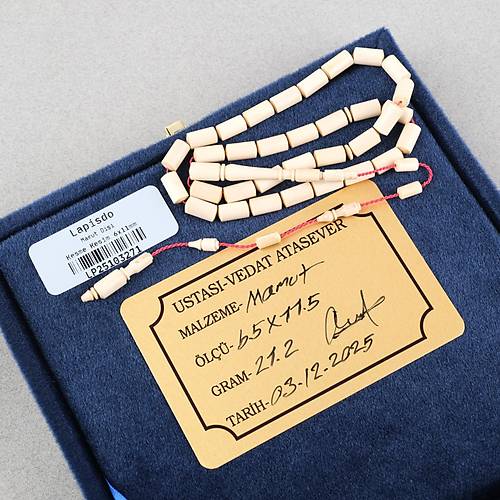 Lapisdo
Mamut Dişi
Kesme Kesim 6x11mm
LP25103271
USTASI-VEDAT ATASEVER
MALZEME- Mamut
ÖLÇÜ- 6.5X11.5
GRAM- 21.2
TARİH- 03-12-2025